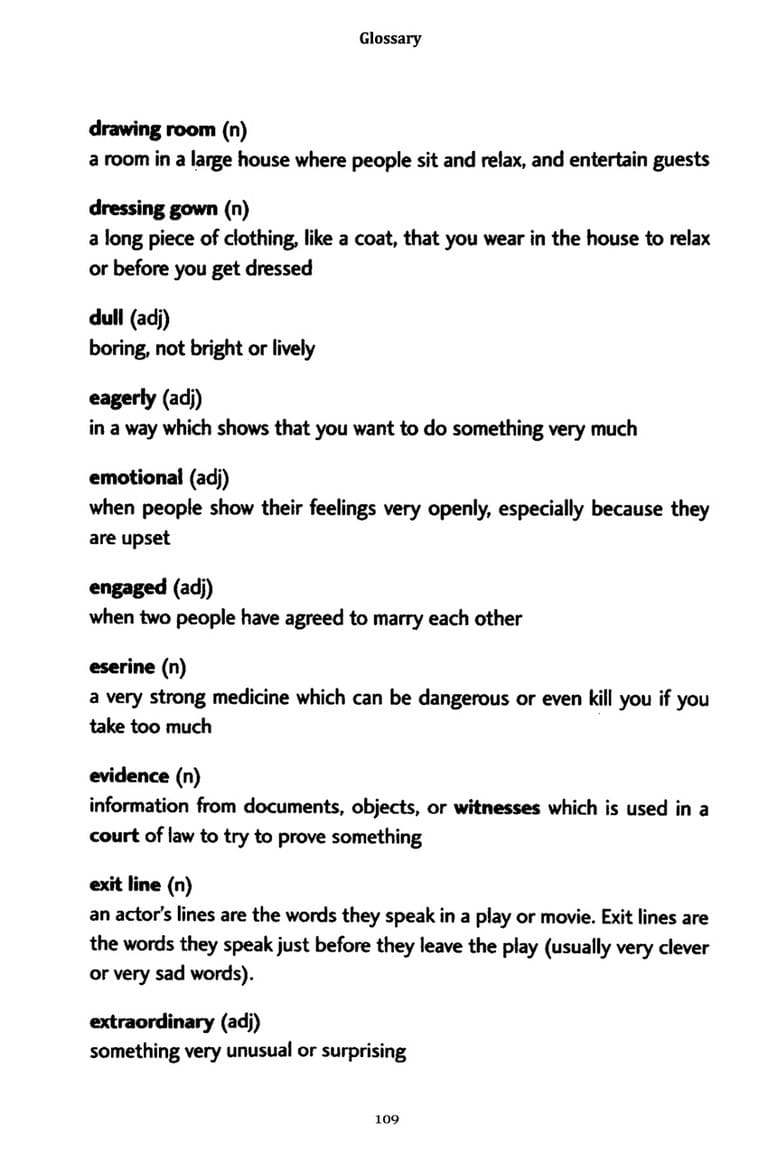 Glossary
drawing room (n)
a room in a large house where people sit and relax, and entertain guests
dressing gown (n)
a long piece of clothing, like a coat, that you wear in the house to relax
or before you get dressed
dull (adj)
boring, not bright or lively
eagerly (adj)
in a way which shows that you want to do something very much
emotional (adj)
when people show their feelings very openly, especially because they
are upset
engaged (adj)
when two people have agreed to marry each other
eserine (n)
a very strong medicine which can be dangerous or even kill you if you
take too much
evidence (n)
information from documents, objects, or witnesses which is used in a
court of law to try to prove something
exit line (n)
an actor's lines are the words they speak in a play or movie. Exit lines are
the words they speak just before they leave the play (usually very clever
or very sad words).
extraordinary (adj)
something very unusual or surprising
109